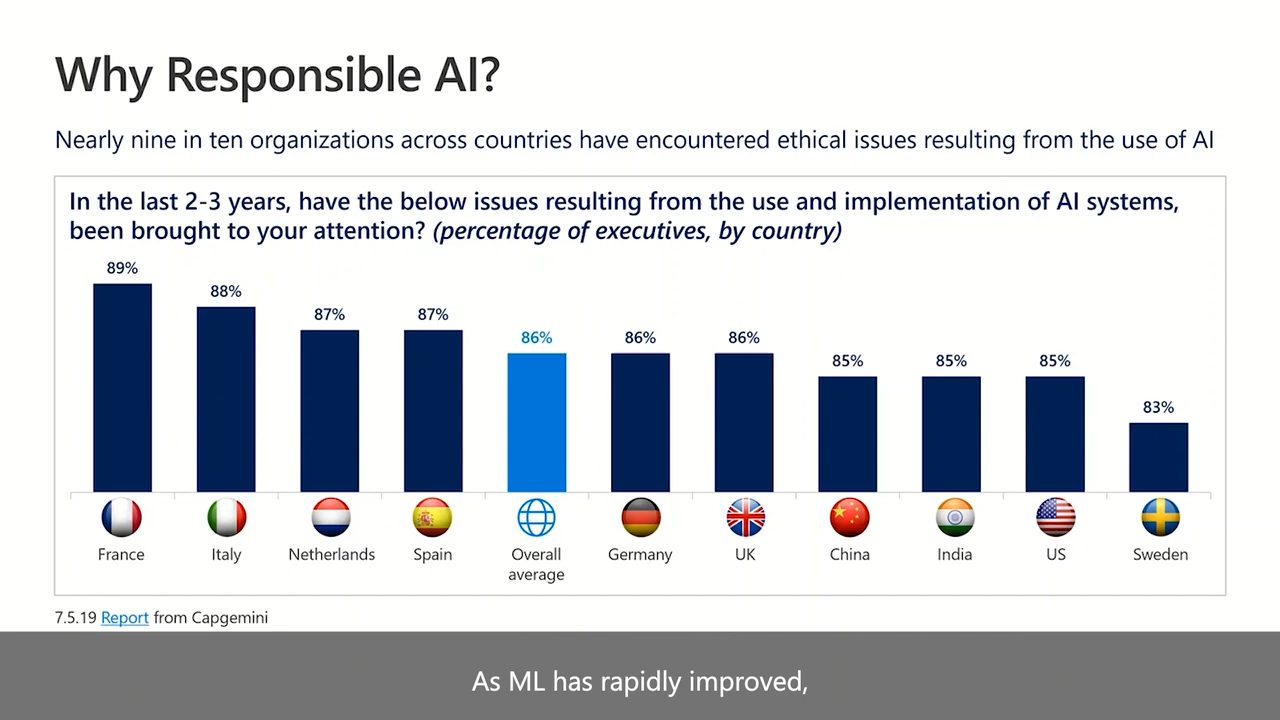 Why Responsible AI?
Nearly nine in ten organizations across countries have encountered ethical issues resulting from the use of AI
In the last 2-3 years, have the below issues resulting from the use and implementation of AI systems,
been brought to your attention? (percentage of executives, by country)
89%
88%
87%
87%
86%
86%
86%
85%
85%
85%
83%
France
Italy
Netherlands
Spain
Overall
average
Germany
UK
China
India
US
Sweden
7.5.19 Report from Capgemini
As ML has rapidly improved,